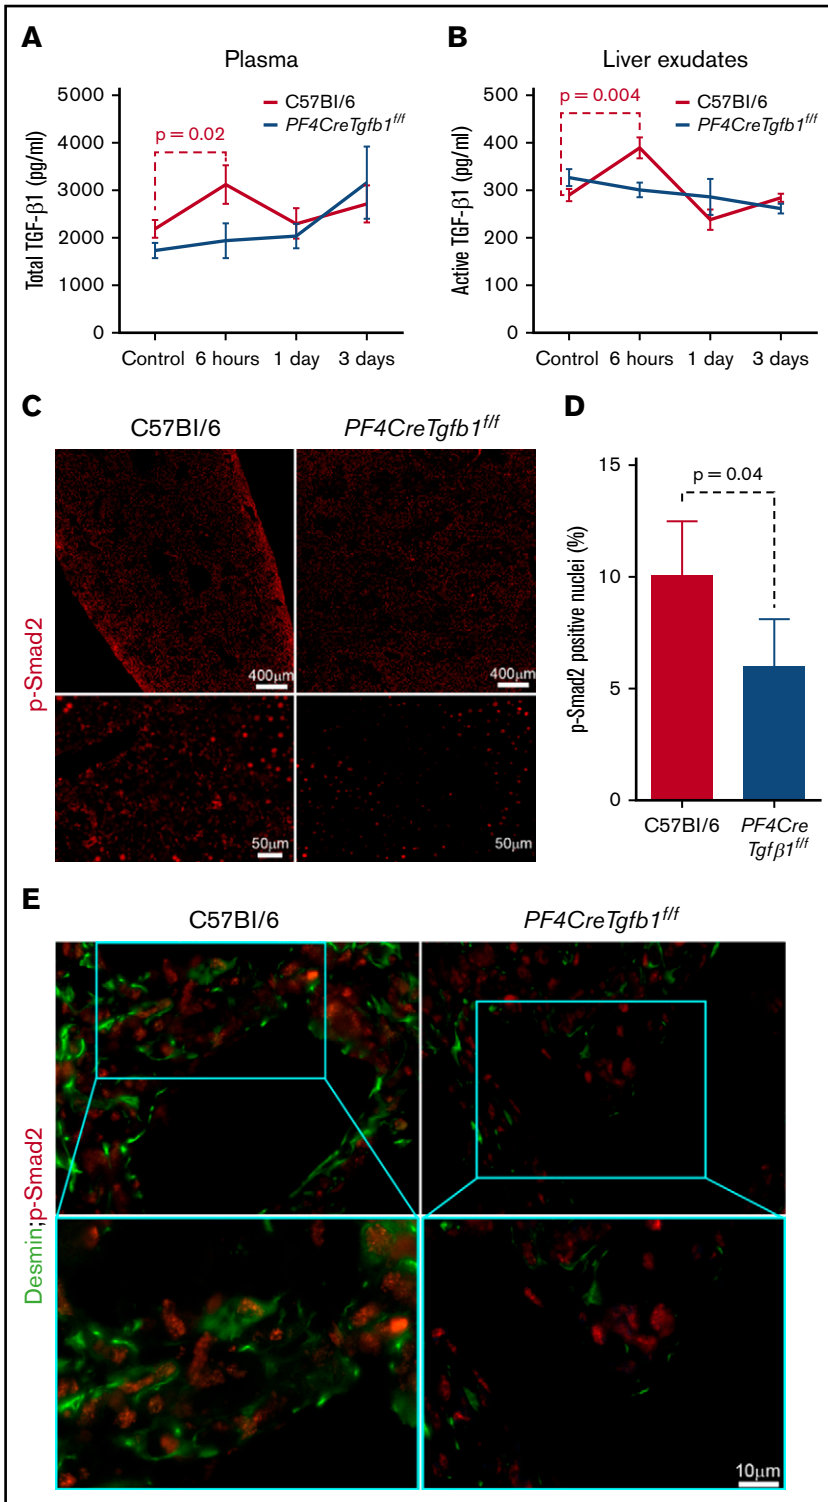 A
Plasma
C57Bl/6
PF4CreTgfb1f/f
p = 0.02
Total TGF-β1 (pg/ml)
5000
4000
3000
2000
1000
0
Control 6 hours 1 day 3 days
B
Liver exudates
C57Bl/6
PF4CreTgfb1f/f
p = 0.004
Active TGF-β1 (pg/ml)
500
400
300
200
100
0
Control 6 hours 1 day 3 days
C
C57Bl/6 PF4CreTgfb1f/f
p-Smad2
400μm 400μm
50μm 50μm
D
p = 0.04
p-Smad2 positive nuclei (%)
15
10
5
0
C57Bl/6 PF4Cre
Tgfβ1f/f
E
C57Bl/6 PF4CreTgfb1f/f
Desmin;p-Smad2
10μm